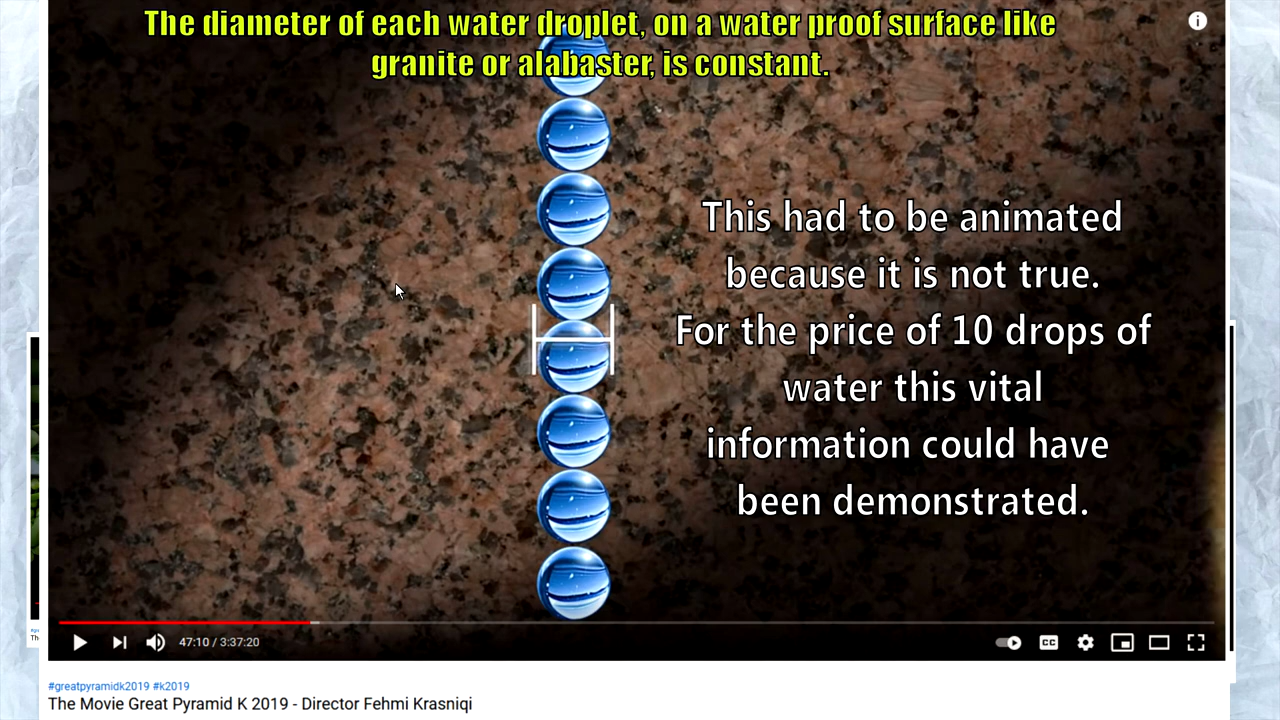 The diameter of each water droplet, on a water proof surface like
granite or alabaster, is constant.
This had to be animated
because it is not true.
For the price of 10 drops of
water this vital
information could have
been demonstrated.
47:10 / 3:37:20
CC
#greatpyramidk2019 #k2019
The Movie Great Pyramid K 2019 - Director Fehmi Krasniqi